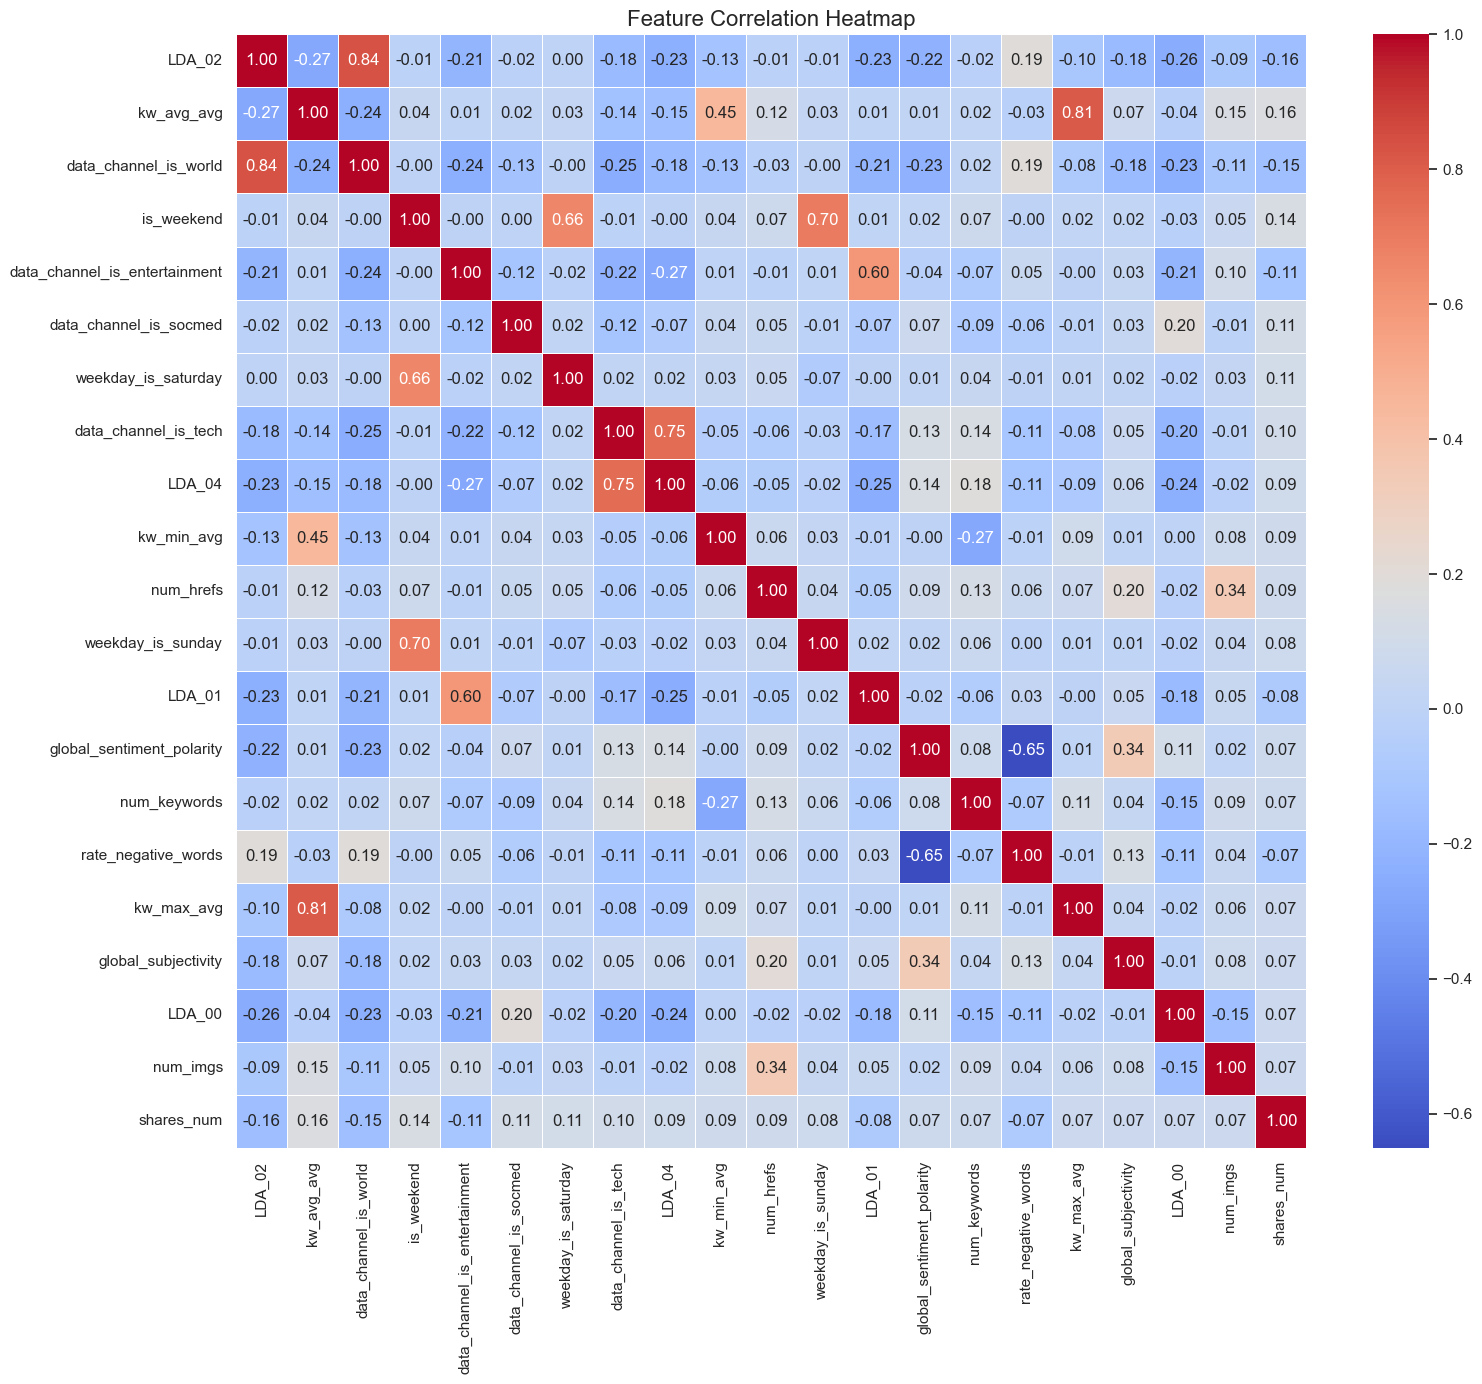 Feature Correlation Heatmap
LDA_02 1.00 -0.27 0.84 -0.01 -0.21 -0.02 0.00 -0.18 -0.23 -0.13 -0.01 -0.01 -0.23 -0.22 -0.02 0.19 -0.10 -0.18 -0.26 -0.09 -0.16
kw_avg_avg -0.27 1.00 -0.24 0.04 0.01 0.02 0.03 -0.14 -0.15 0.45 0.12 0.03 0.01 0.01 0.02 -0.03 0.81 0.07 -0.04 0.15 0.16
data_channel_is_world 0.84 -0.24 1.00 -0.00 -0.24 -0.13 -0.00 -0.25 -0.18 -0.13 -0.03 -0.00 -0.21 -0.23 0.02 0.19 -0.08 -0.18 -0.23 -0.11 -0.15
is_weekend -0.01 0.04 -0.00 1.00 -0.00 0.00 0.66 -0.01 -0.00 0.04 0.07 0.70 0.01 0.02 0.07 -0.00 0.02 0.02 -0.03 0.05 0.14
data_channel_is_entertainment -0.21 0.01 -0.24 -0.00 1.00 -0.12 -0.02 -0.22 -0.27 0.01 -0.01 0.01 0.60 -0.04 -0.07 0.05 -0.00 0.03 -0.21 0.10 -0.11
data_channel_is_socmed -0.02 0.02 -0.13 0.00 -0.12 1.00 0.02 -0.12 -0.07 0.04 0.05 -0.01 -0.07 0.07 -0.09 -0.06 -0.01 0.03 0.20 -0.01 0.11
weekday_is_saturday 0.00 0.03 -0.00 0.66 -0.02 0.02 1.00 0.02 0.02 0.03 0.05 -0.07 -0.00 0.01 0.04 -0.01 0.01 0.02 -0.02 0.03 0.11
data_channel_is_tech -0.18 -0.14 -0.25 -0.01 -0.22 -0.12 0.02 1.00 0.75 -0.05 -0.06 -0.03 -0.17 0.13 0.14 -0.11 -0.08 0.05 -0.20 -0.01 0.10
LDA_04 -0.23 -0.15 -0.18 -0.00 -0.27 -0.07 0.02 0.75 1.00 -0.06 -0.05 -0.02 -0.25 0.14 0.18 -0.11 -0.09 0.06 -0.24 -0.02 0.09
kw_min_avg -0.13 0.45 -0.13 0.04 0.01 0.04 0.03 -0.05 -0.06 1.00 0.06 0.03 -0.01 -0.00 -0.27 -0.01 0.09 0.01 0.00 0.08 0.09
num_hrefs -0.01 0.12 -0.03 0.07 -0.01 0.05 0.05 -0.06 -0.05 0.06 1.00 0.04 -0.05 0.09 0.13 0.06 0.07 0.20 -0.02 0.34 0.09
weekday_is_sunday -0.01 0.03 -0.00 0.70 0.01 -0.01 -0.07 -0.03 -0.02 0.03 0.04 1.00 0.02 0.02 0.06 0.00 0.01 0.01 -0.02 0.04 0.08
LDA_01 -0.23 0.01 -0.21 0.01 0.60 -0.07 -0.00 -0.17 -0.25 -0.01 -0.05 0.02 1.00 -0.02 -0.06 0.03 -0.00 0.05 -0.18 0.05 -0.08
global_sentiment_polarity -0.22 0.01 -0.23 0.02 -0.04 0.07 0.01 0.13 0.14 -0.00 0.09 0.02 -0.02 1.00 0.08 -0.65 0.01 0.34 0.11 0.02 0.07
num_keywords -0.02 0.02 0.02 0.07 -0.07 -0.09 0.04 0.14 0.18 -0.27 0.13 0.06 -0.06 0.08 1.00 -0.07 0.11 0.04 -0.15 0.09 0.07
rate_negative_words 0.19 -0.03 0.19 -0.00 0.05 -0.06 -0.01 -0.11 -0.11 -0.01 0.06 0.00 0.03 -0.65 -0.07 1.00 -0.01 0.13 -0.11 0.04 -0.07
kw_max_avg -0.10 0.81 -0.08 0.02 -0.00 -0.01 0.01 -0.08 -0.09 0.09 0.07 0.01 -0.00 0.01 0.11 -0.01 1.00 0.04 -0.02 0.06 0.07
global_subjectivity -0.18 0.07 -0.18 0.02 0.03 0.03 0.02 0.05 0.06 0.01 0.20 0.01 0.05 0.34 0.04 0.13 0.04 1.00 -0.01 0.08 0.07
LDA_00 -0.26 -0.04 -0.23 -0.03 -0.21 0.20 -0.02 -0.20 -0.24 0.00 -0.02 -0.02 -0.18 0.11 -0.15 -0.11 -0.02 -0.01 1.00 -0.15 0.07
num_imgs -0.09 0.15 -0.11 0.05 0.10 -0.01 0.03 -0.01 -0.02 0.08 0.34 0.04 0.05 0.02 0.09 0.04 0.06 0.08 -0.15 1.00 0.07
shares_num -0.16 0.16 -0.15 0.14 -0.11 0.11 0.11 0.10 0.09 0.09 0.09 0.08 -0.08 0.07 0.07 -0.07 0.07 0.07 0.07 0.07 1.00
LDA_02
kw_avg_avg
data_channel_is_world
is_weekend
data_channel_is_entertainment
data_channel_is_socmed
weekday_is_saturday
data_channel_is_tech
LDA_04
kw_min_avg
num_hrefs
weekday_is_sunday
LDA_01
global_sentiment_polarity
num_keywords
rate_negative_words
kw_max_avg
global_subjectivity
LDA_00
num_imgs
shares_num
1.0
0.8
0.6
0.4
0.2
0.0
−0.2
−0.4
−0.6